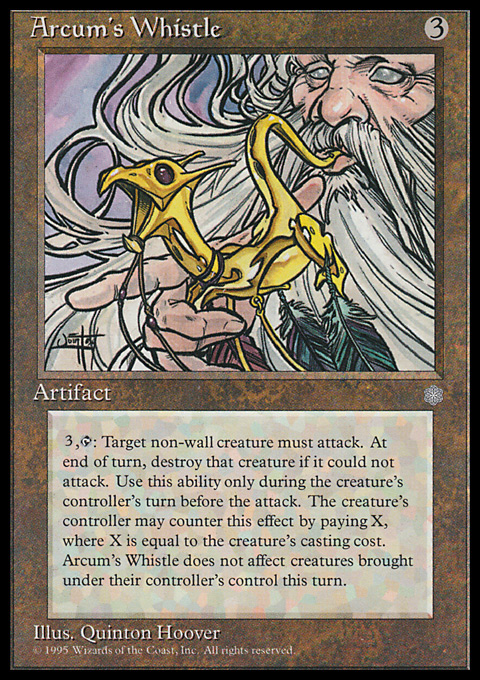 Arcum's Whistle 3
Artifact
3, : Target non-wall creature must attack. At
end of turn, destroy that creature if it could not
attack. Use this ability only during the creature's
controller's turn before the attack. The creature's
controller may counter this effect by paying X,
where X is equal to the creature's casting cost.
Arcum's Whistle does not affect creatures brought
under their controller's control this turn.
Illus. Quinton Hoover
© 1995 Wizards of the Coast, Inc. All rights reserved.